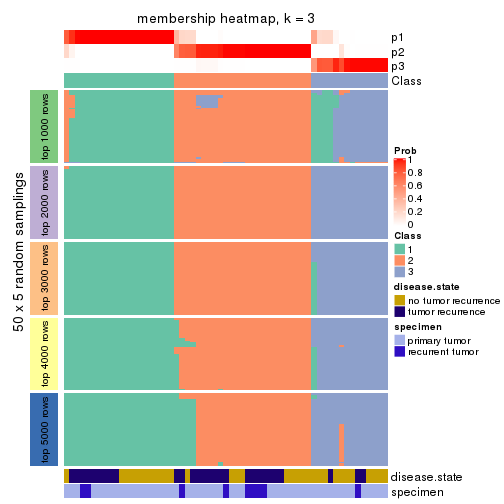 membership heatmap, k = 3
p1
p2
p3
Class
50 x 5 random samplings
top 1000 rows
top 2000 rows
top 3000 rows
top 4000 rows
top 5000 rows
Prob
1
0.8
0.6
0.4
0.2
0
Class
1
2
3
disease.state
no tumor recurrence
tumor recurrence
specimen
primary tumor
recurrent tumor
disease.state
specimen